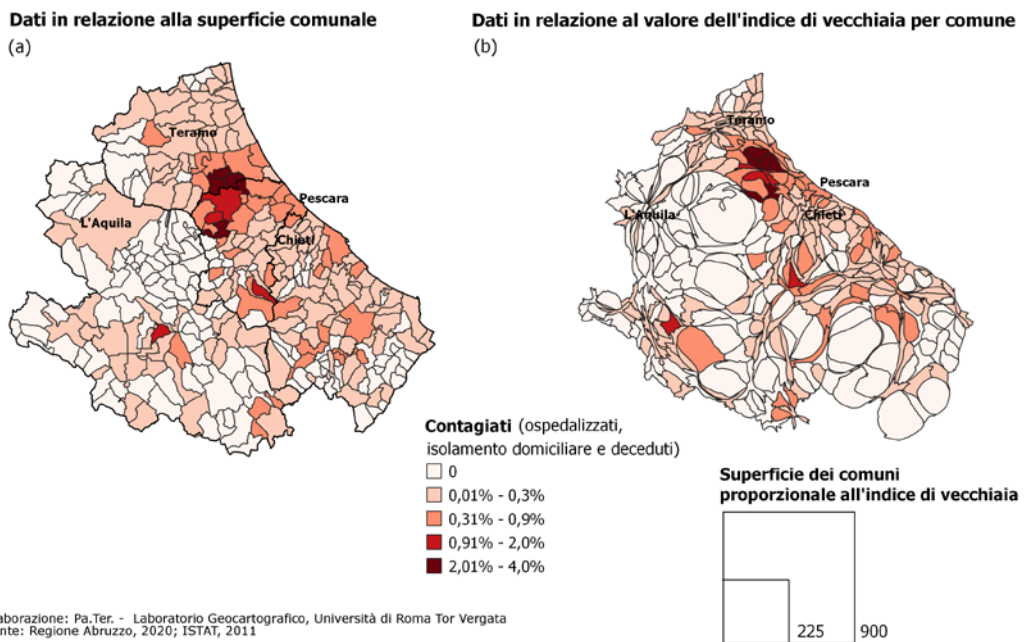 Dati in relazione alla superficie comunale
(a)
Dati in relazione al valore dell'indice di vecchiaia per comune
(b)
Teramo
L'Aquila
Pescara
Chieti
Teramo
Pescara
L'Aquila
Chieti
Contagiati (ospedalizzati,
isolamento domiciliare e deceduti)
0
0,01% - 0,3%
0,31% - 0,9%
0,91% - 2,0%
2,01% - 4,0%
Superficie dei comuni
proporzionale all'indice di vecchiaia
225
900
aborazione: Pa.Ter. - Laboratorio Geocartografico, Università di Roma Tor Vergata
nte: Regione Abruzzo, 2020; ISTAT, 2011